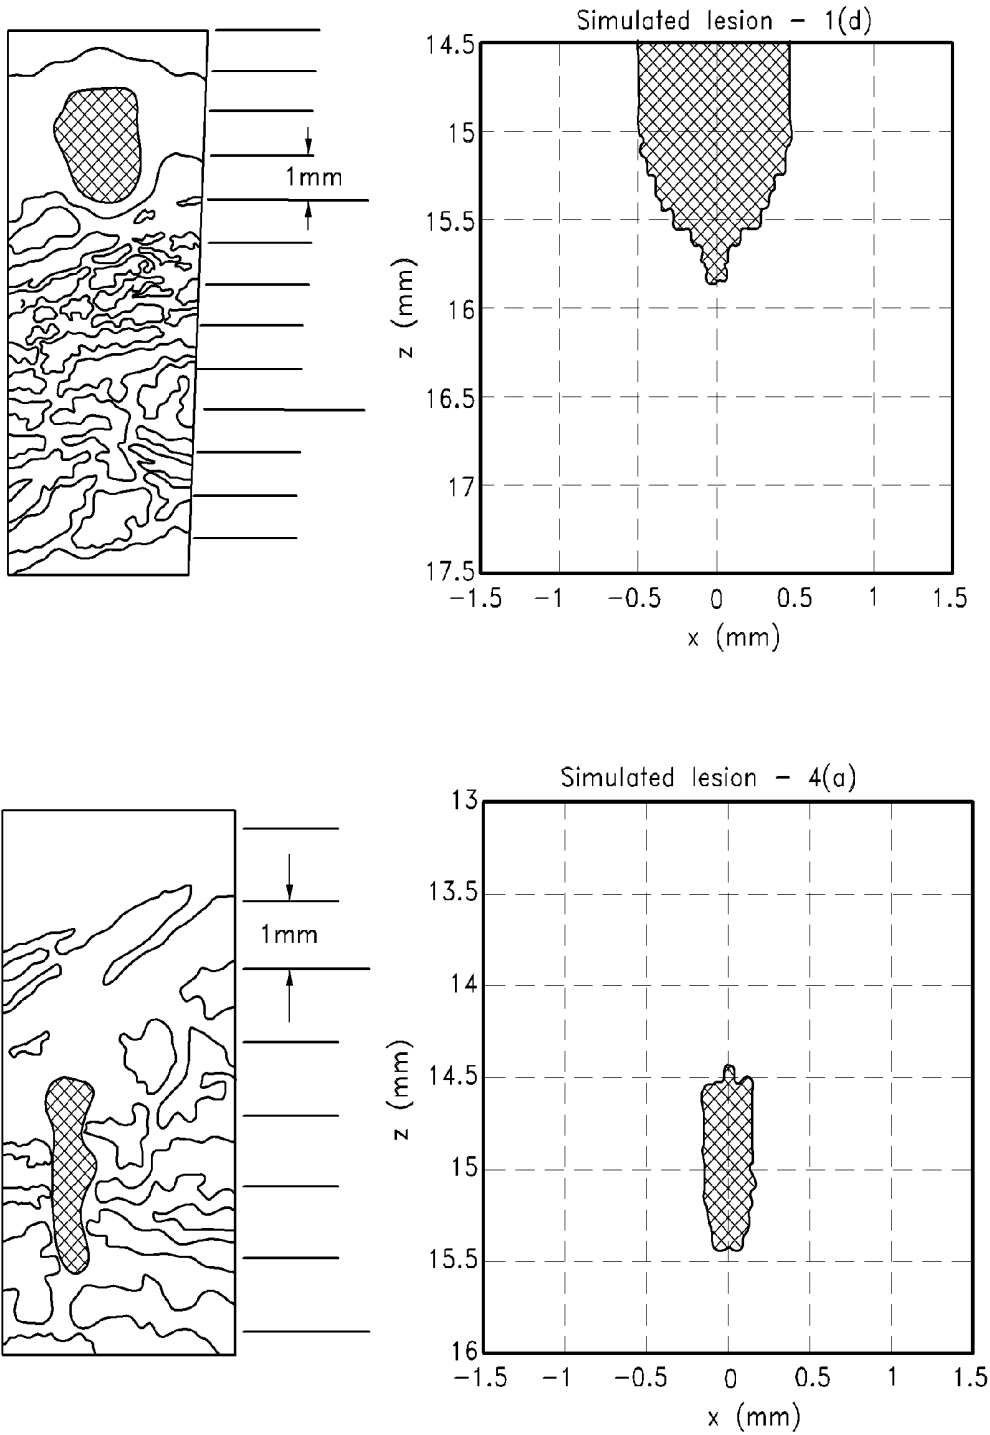 Simulated lesion - 1(d)
14.5
15
15.5
16
16.5
17
17.5
z (mm)
-1.5 -1 -0.5 0 0.5 1 1.5
x (mm)
1mm
Simulated lesion - 4(a)
13
13.5
14
14.5
15
15.5
16
z (mm)
-1.5 -1 -0.5 0 0.5 1 1.5
x (mm)
1mm